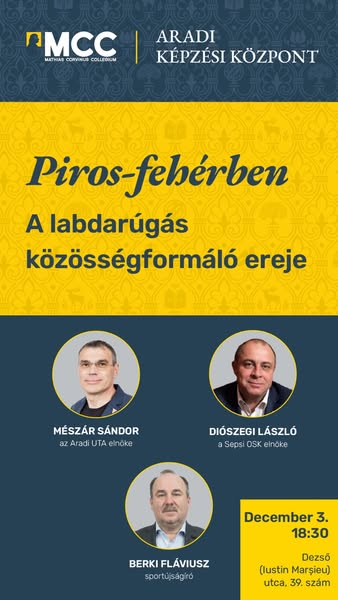 MCC
MATHIAS CORVINUS COLLEGIUM
ARADI
KÉPZÉSI KÖZPONT
Piros-fehérben
A labdarúgás
közösségformáló ereje
MÉSZÁR SÁNDOR
az Aradi UTA elnöke
DIÓSZEGI LÁSZLÓ
a Sepsi OSK elnöke
BERKI FLÁVIUSZ
sportújságíró
December 3.
18:30
Dezső
(Iustin Marșieu)
utca, 39. szám